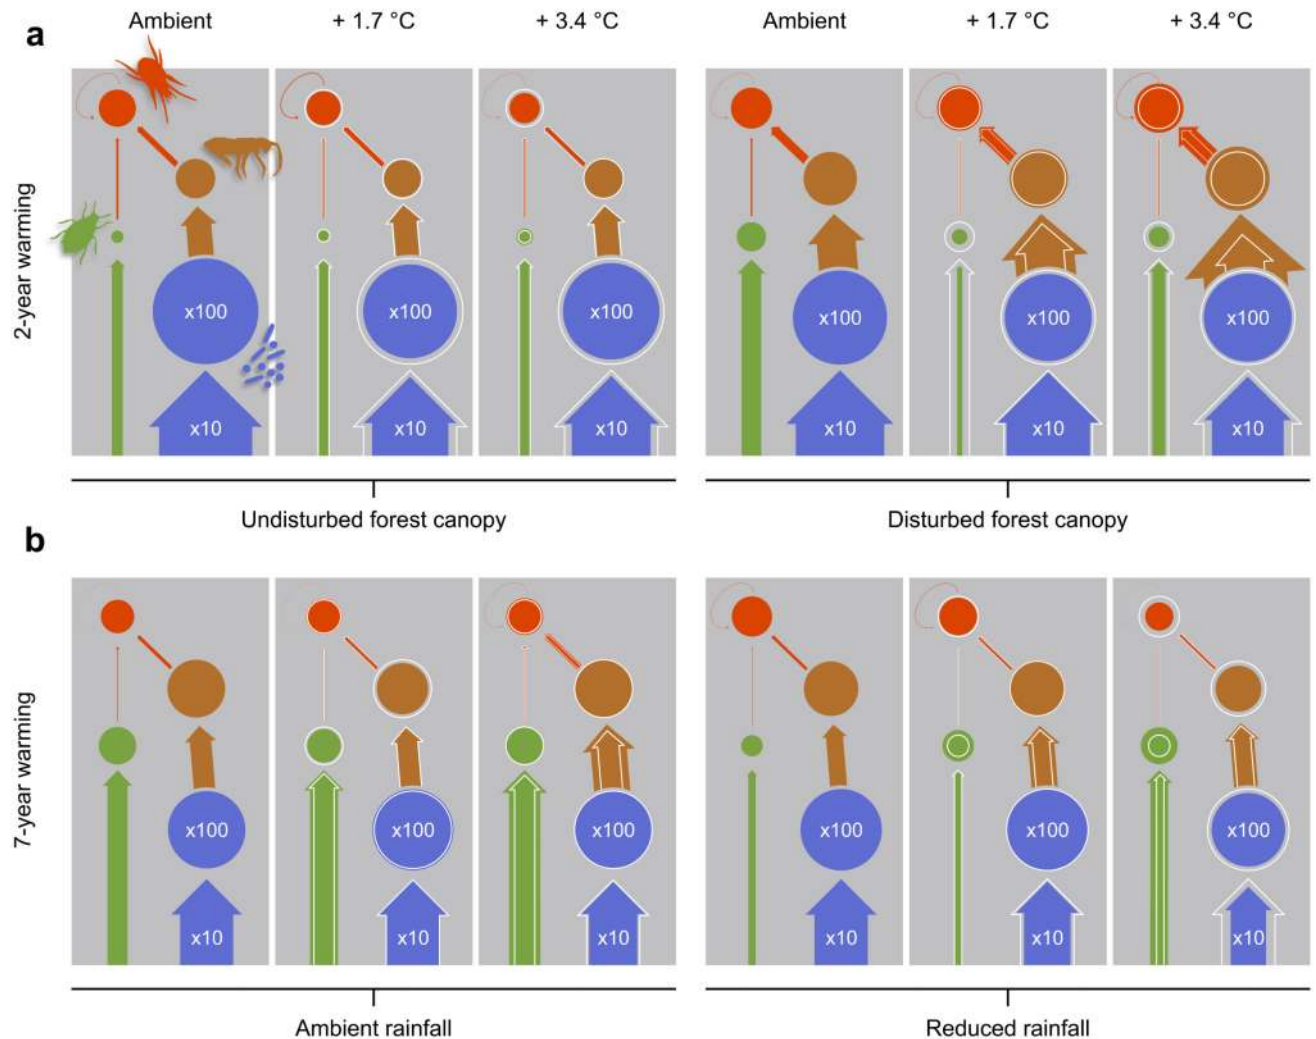 a
Ambient + 1.7 °C + 3.4 °C Ambient + 1.7 °C + 3.4 °C
2-year warming
x100 x100 x100 x100 x100 x100
x10 x10 x10 x10 x10 x10
Undisturbed forest canopy Disturbed forest canopy
b
7-year warming
x100 x100 x100 x100 x100 x100
x10 x10 x10 x10 x10 x10
Ambient rainfall Reduced rainfall